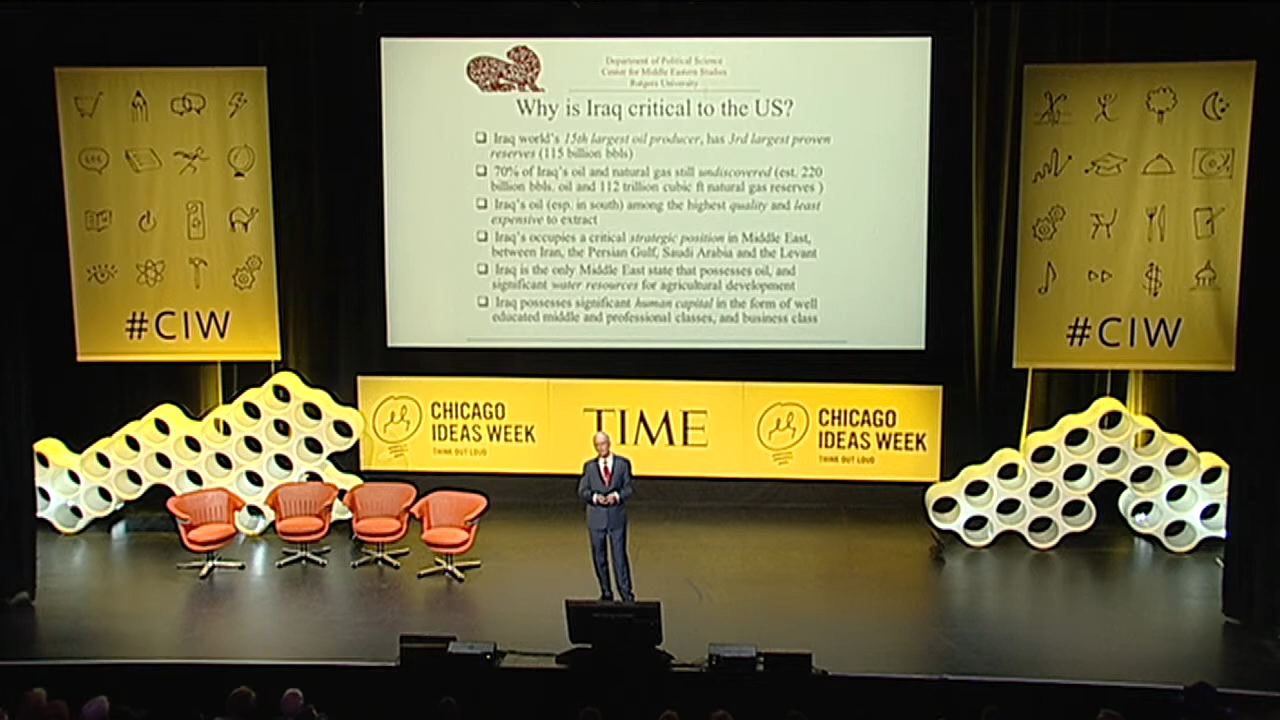 Department of Political Science
Center for Middle Eastern Studies
Rutgers University
Why is Iraq critical to the US?
Iraq world's 15th largest oil producer, has 3rd largest proven
reserves (115 billion bbls)
70% of Iraq's oil and natural gas still undiscovered (est. 220
billion bbls. oil and 112 trillion cubic ft natural gas reserves )
Iraq's oil (esp. in south) among the highest quality and least
expensive to extract
Iraq's occupies a critical strategic position in Middle East,
between Iran, the Persian Gulf, Saudi Arabia and the Levant
Iraq is the only Middle East state that possesses oil, and
significant water resources for agricultural development
Iraq possesses significant human capital in the form of well
educated middle and professional classes, and business class
#CIW
#CIW
CHICAGO
IDEAS WEEK
THINK OUT LOUD
TIME
CHICAGO
IDEAS WEEK
THINK OUT LOUD